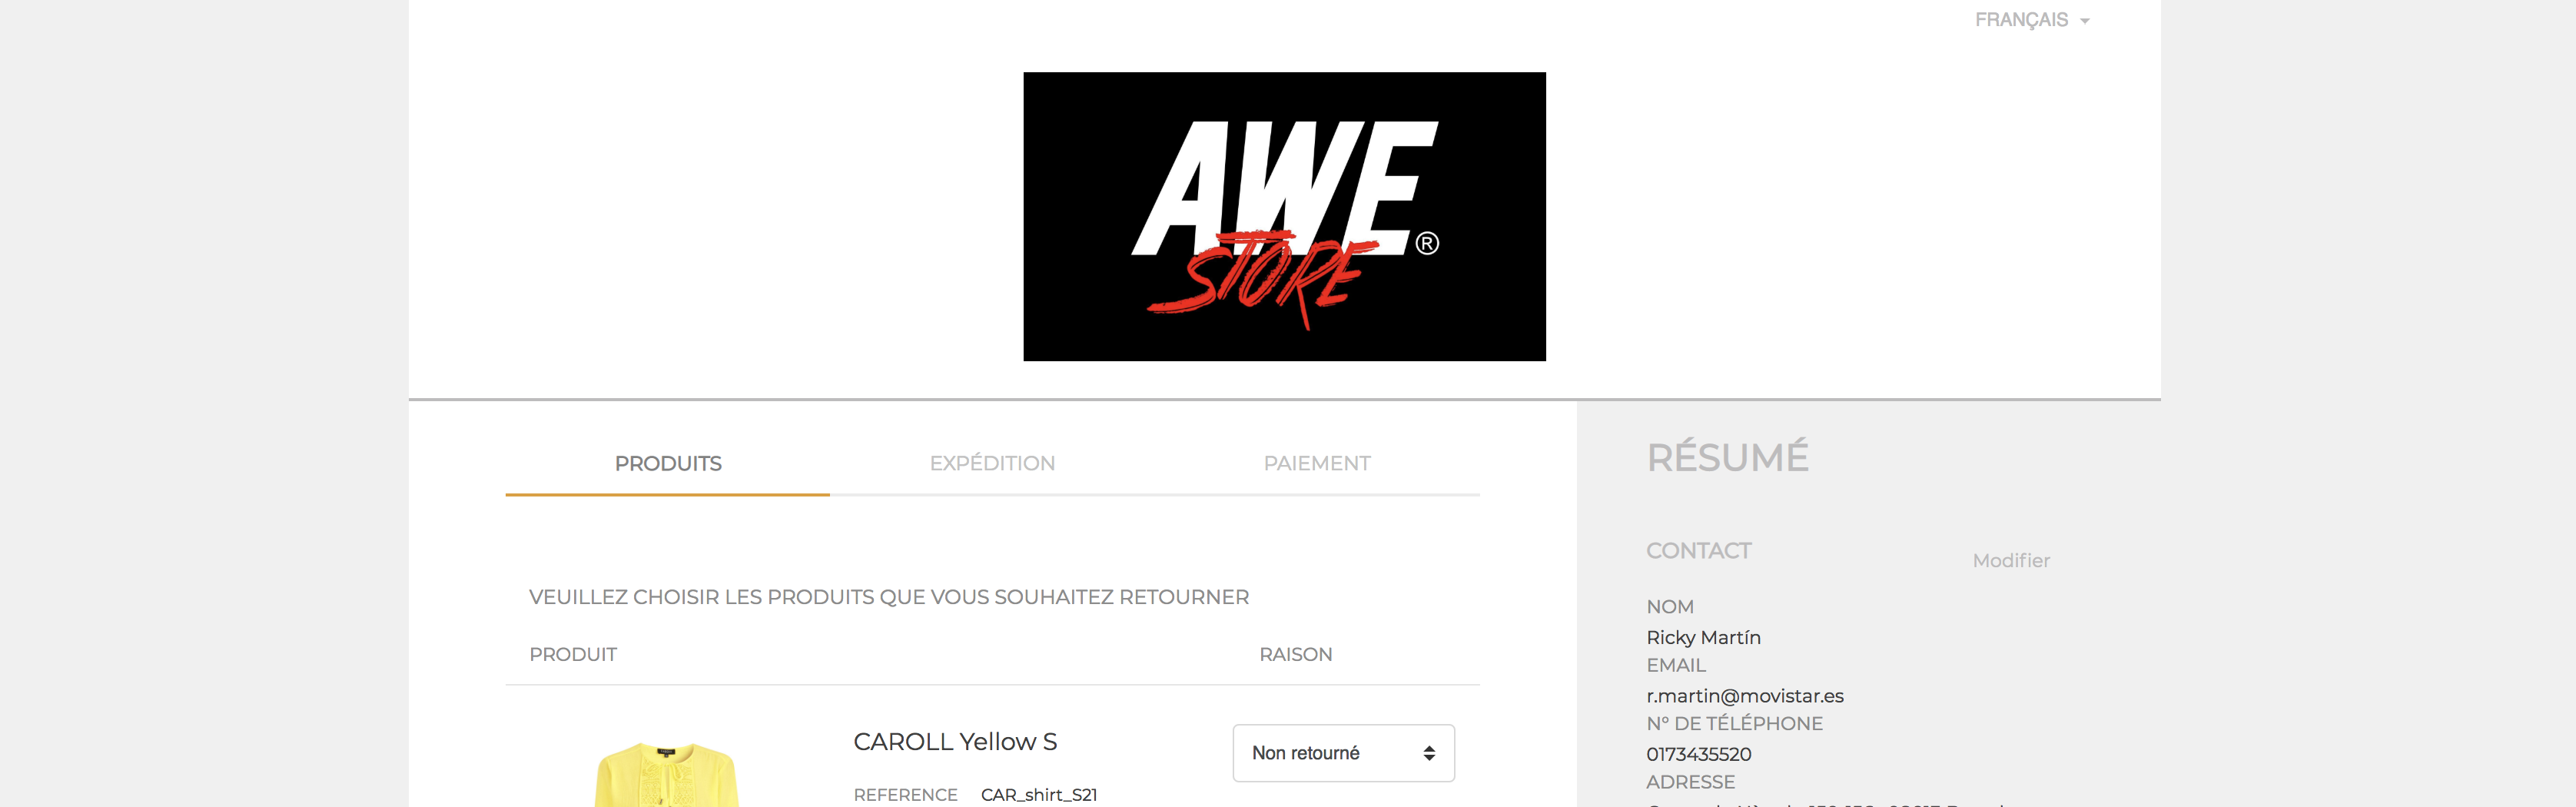 FRANÇAIS
AWE
STORE
®
PRODUITS
EXPÉDITION
PAIEMENT
VEUILLEZ CHOISIR LES PRODUITS QUE VOUS SOUHAITEZ RETOURNER
PRODUIT
RAISON
CAROLL Yellow S
Non retourné
REFERENCE CAR_shirt_S21
RÉSUMÉ
CONTACT
Modifier
NOM
Ricky Martín
EMAIL
r.martin@movistar.es
N° DE TÉLÉPHONE
0173435520
ADRESSE